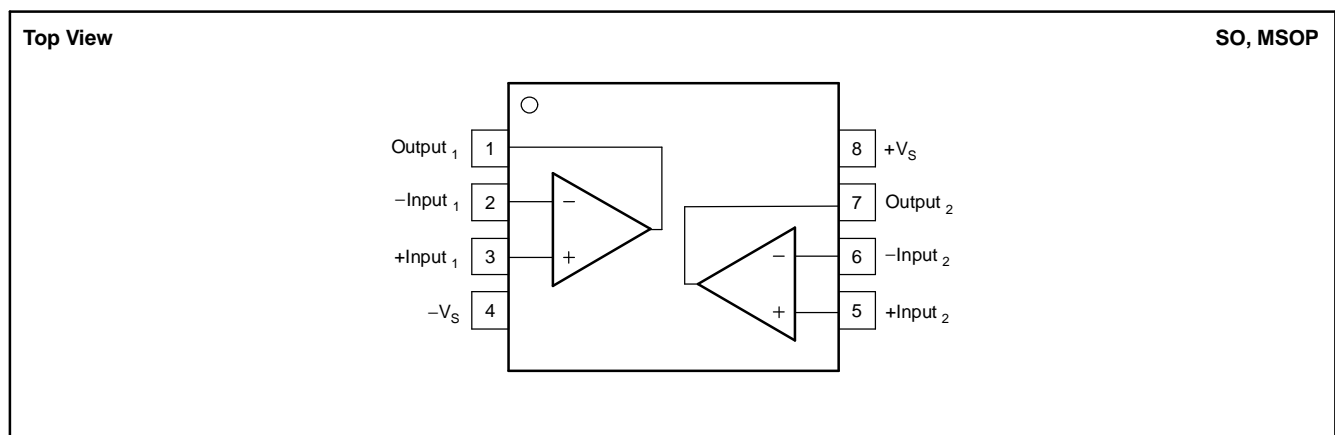 Top View
SO, MSOP
Output 1
1
8
+VS
−Input 1
2
−
7
Output 2
+Input 1
3
+
−
6
−Input 2
−VS
4
+
5
+Input 2